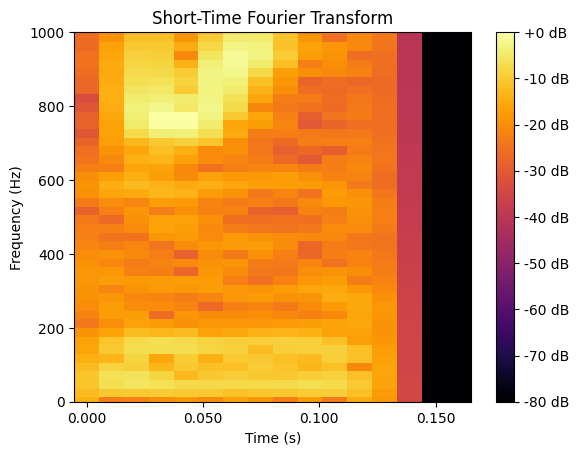 Short-Time Fourier Transform
1000
800
600
400
200
0
Frequency (Hz)
0.000
0.050
0.100
0.150
Time (s)
+0 dB
-10 dB
-20 dB
-30 dB
-40 dB
-50 dB
-60 dB
-70 dB
-80 dB